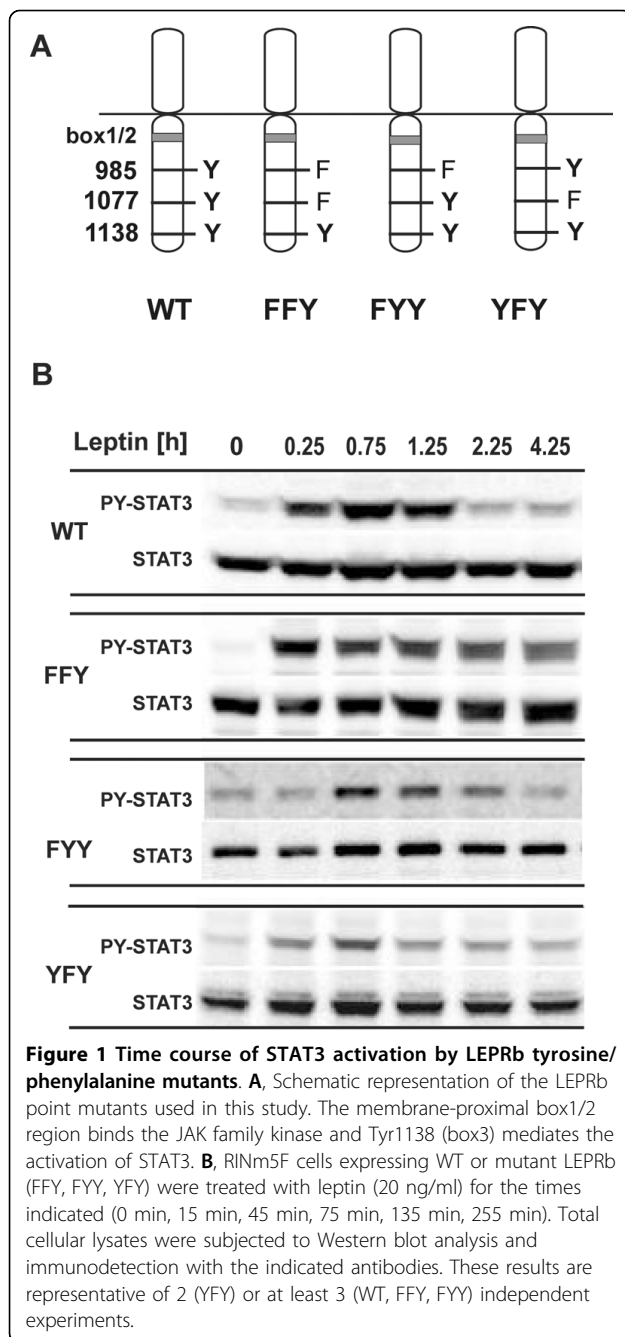 A
box1/2
985 Y F F Y
1077 Y F Y F
1138 Y Y Y Y
WT FFY FYY YFY
B
Leptin [h] 0 0.25 0.75 1.25 2.25 4.25
WT
PY-STAT3
STAT3
FFY
PY-STAT3
STAT3
FYY
PY-STAT3
STAT3
YFY
PY-STAT3
STAT3
Figure 1 Time course of STAT3 activation by LEPRb tyrosine/
phenylalanine mutants. A, Schematic representation of the LEPRb
point mutants used in this study. The membrane-proximal box1/2
region binds the JAK family kinase and Tyr1138 (box3) mediates the
activation of STAT3. B, RINm5F cells expressing WT or mutant LEPRb
(FFY, FYY, YFY) were treated with leptin (20 ng/ml) for the times
indicated (0 min, 15 min, 45 min, 75 min, 135 min, 255 min). Total
cellular lysates were subjected to Western blot analysis and
immunodetection with the indicated antibodies. These results are
representative of 2 (YFY) or at least 3 (WT, FFY, FYY) independent
experiments.